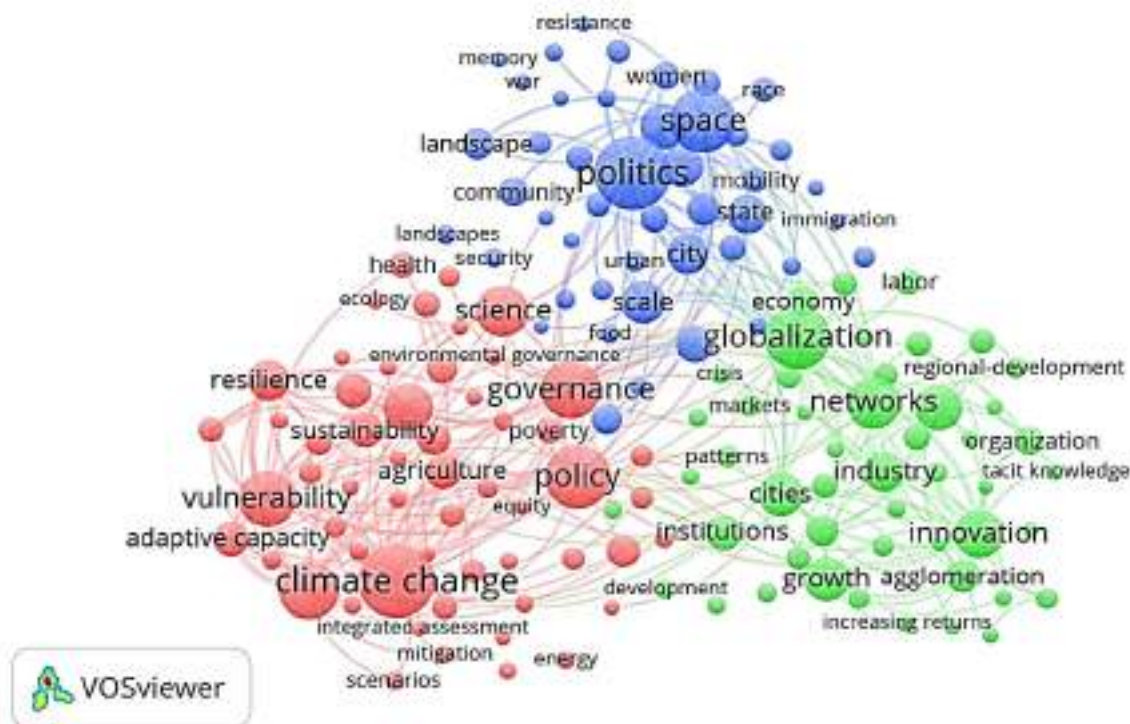 resistance
memory
women
war
race
space
landscape
politics
mobility
community
state
immigration
landscapes
city
security
urban
health
labor
ecology
scale
economy
science
food
globalization
environmental governance
regional-development
crisis
resilience
governance
networks
markets
sustainability
poverty
organization
patterns
agriculture
industry
tacit knowledge
policy
cities
vulnerability
equity
institutions
innovation
adaptive capacity
climate change
growth
agglomeration
development
integrated assessment
increasing returns
mitigation
energy
scenarios
VOSviewer